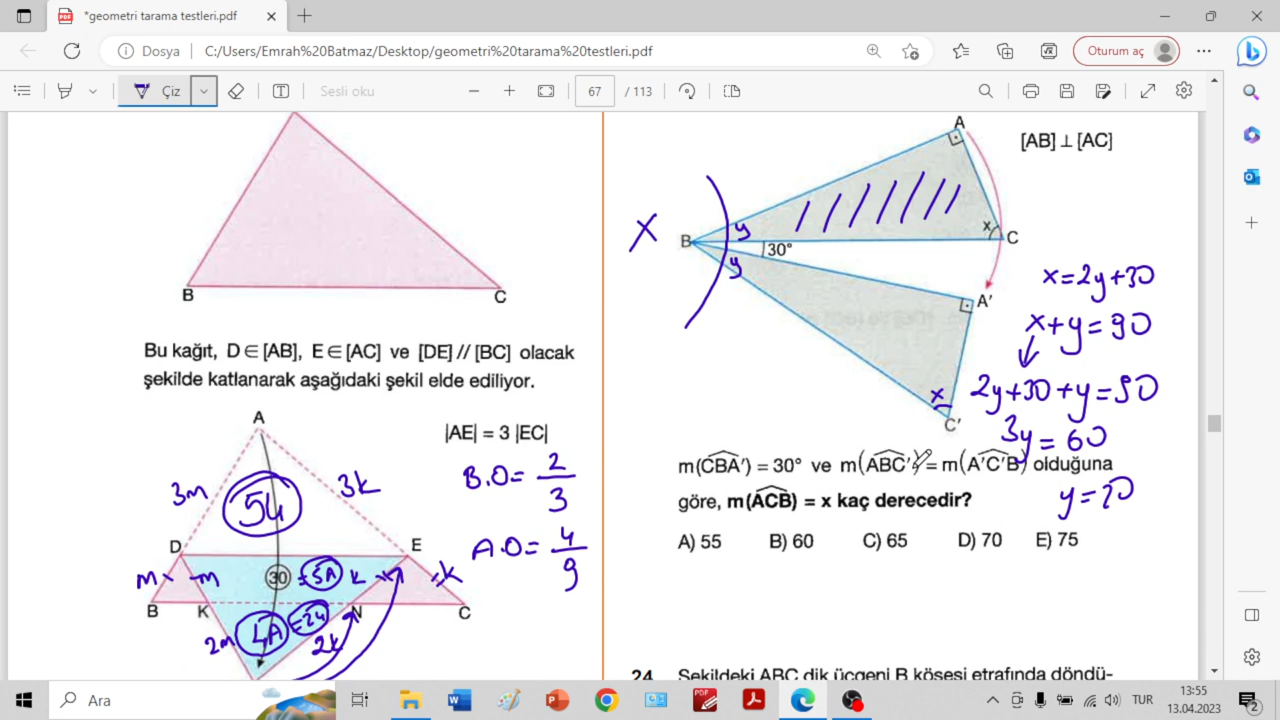 *geometri tarama testleri.pdf
Dosya
C:/Users/Emrah%20Batmaz/Desktop/geometri%20tarama%20testleri.pdf
Oturum aç
Çiz
Sesli oku
67
/ 113
B
C
Bu kağıt, D ∈ [AB], E ∈ [AC] ve [DE] // [BC] olacak
şekilde katlanarak aşağıdaki şekil elde ediliyor.
A
|AE| = 3 |EC|
3m
3k
54
B.O = 2/3
A.O = 4/9
D
E
m
m
30
=5A
k
k
B
K
N
C
2m
4A
=24
2k
A
[AB] ⊥ [AC]
x
y
B
30°
y
x
C
A'
x
C'
x=2y+30
x+y=90
2y+30+y=90
3y=60
y=20
m(CBA') = 30° ve m(ABC') = m(A'C'B) olduğuna
göre, m(ACB) = x kaç derecedir?
A) 55 B) 60 C) 65 D) 70 E) 75
24. Şekildeki ABC dik üçgeni B köşesi etrafında döndü-
Ara
TUR
13:55
13.04.2023
2